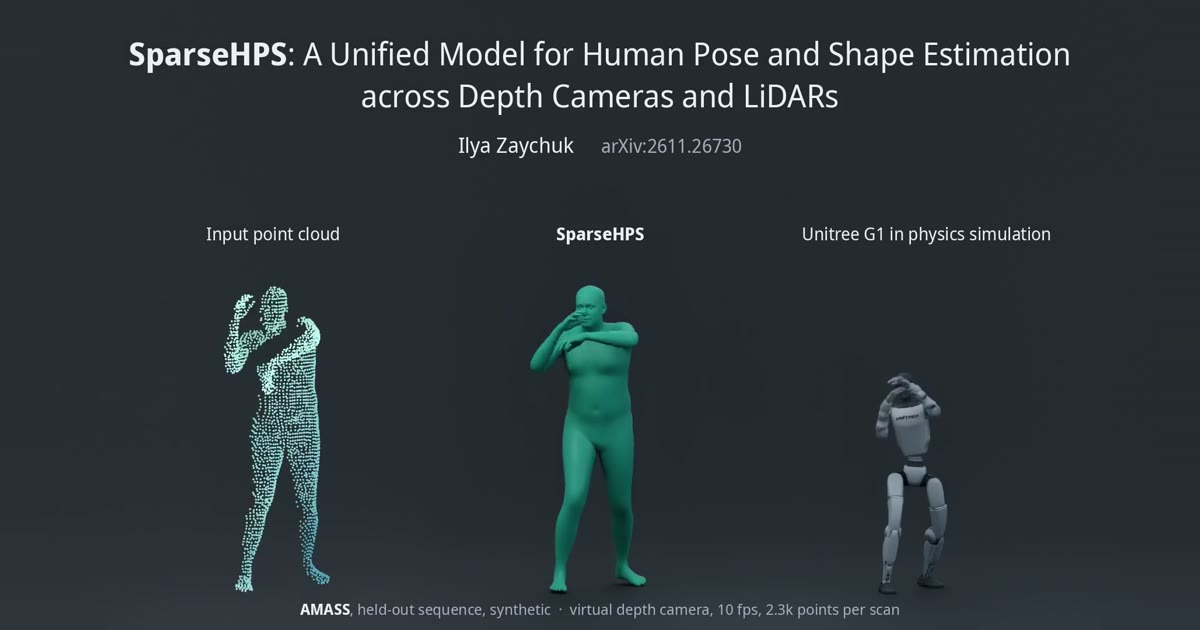 SparseHPS: A Unified Model for Human Pose and Shape Estimation
across Depth Cameras and LiDARs
Ilya Zaychuk arXiv:2611.26730
Input point cloud
SparseHPS
Unitree G1 in physics simulation
UNITREE
AMASS, held-out sequence, synthetic · virtual depth camera, 10 fps, 2.3k points per scan